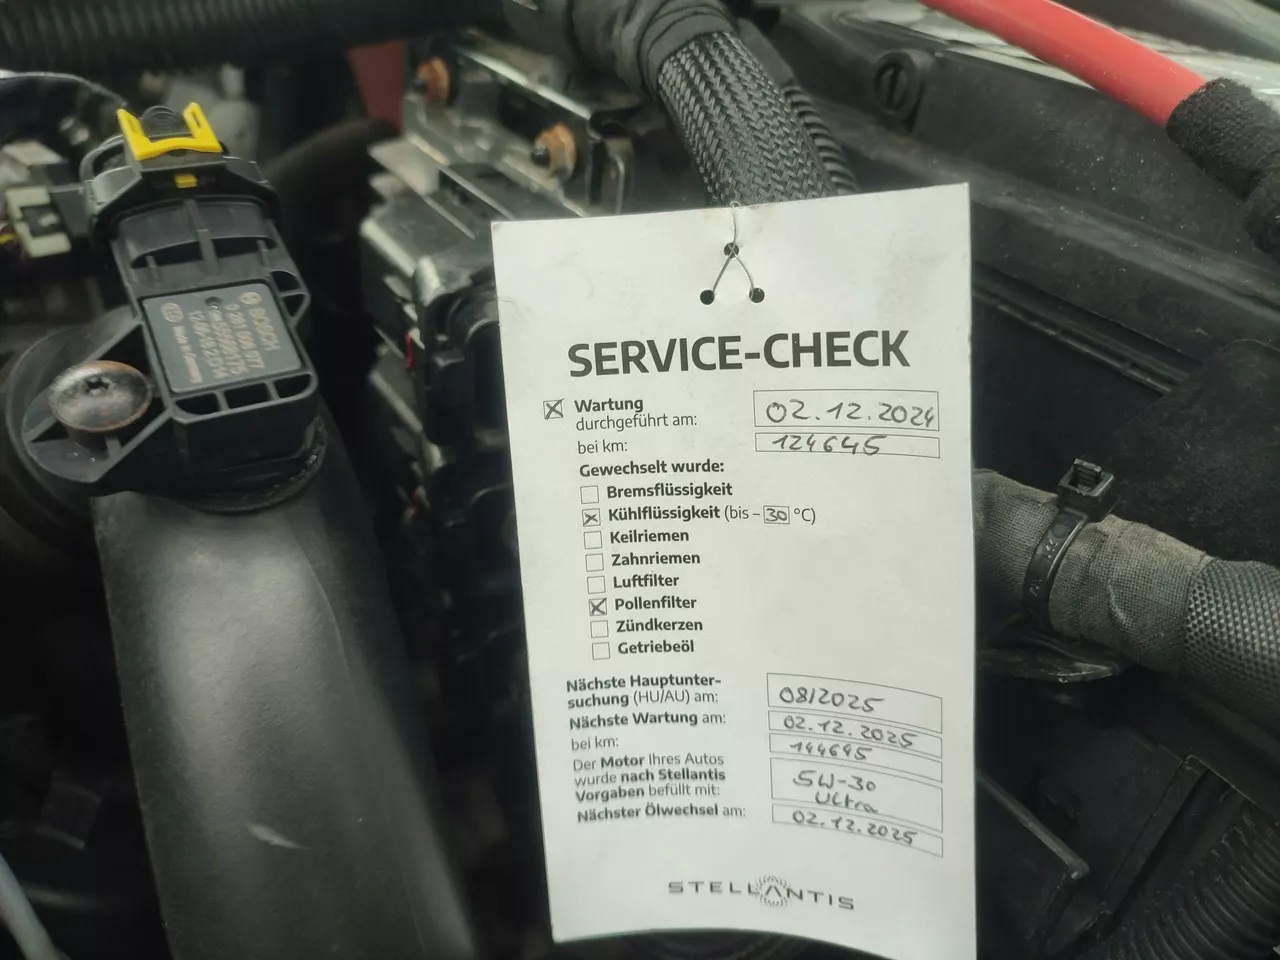 BOSCH
Made in Germany
SERVICE-CHECK
Wartung
durchgeführt am: 02.12.2024
bei km: 124645
Gewechselt wurde:
Bremsflüssigkeit
Kühlflüssigkeit (bis – 30 °C)
Keilriemen
Zahnriemen
Luftfilter
Pollenfilter
Zündkerzen
Getriebeöl
Nächste Hauptunter-
suchung (HU/AU) am: 08/2025
Nächste Wartung am: 02.12.2025
bei km: 144645
Der Motor Ihres Autos
wurde nach Stellantis
Vorgaben befüllt mit: 5W-30
Ultra
Nächster Ölwechsel am: 02.12.2025
STELLANTIS